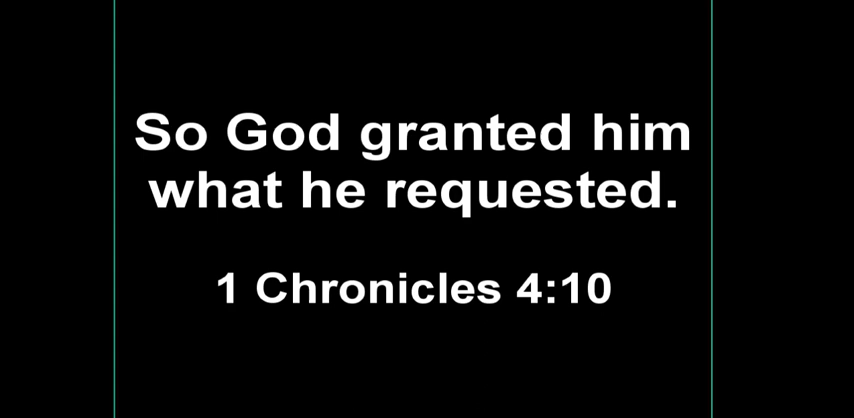 So God granted him
what he requested.
1 Chronicles 4:10